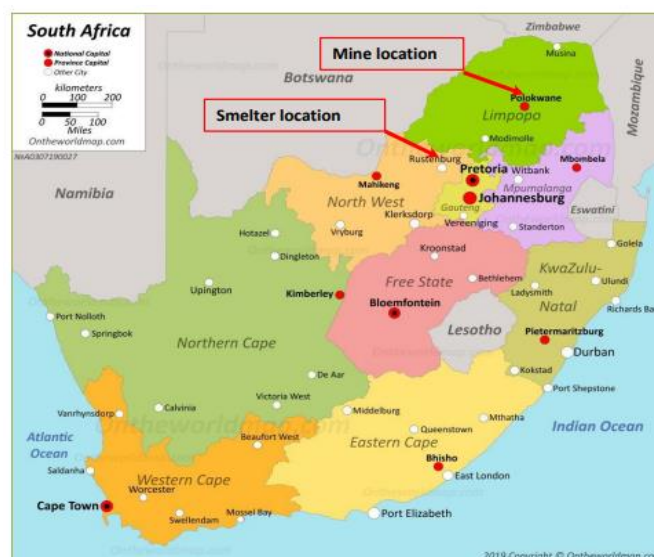 South Africa
National Capital
Province Capital
Other City
kilometers
0 100 200
0 50 100
Miles
Ontheworldmap.com
Zimbabwe
Musina
Mine location
Botswana
Polokwane
Limpopo
Mozambique
Smelter location
Modimolle
Rustenburg
Pretoria
Witbank
Mbombela
Mpumalanga
Mahikeng
Namibia
North West
Gauteng
Johannesburg
Eswatini
Klerksdorp
Vereeniging
Vryburg
Standerton
Hotazel
Golela
Kroonstad
Dingleton
Free State
KwaZulu-
Bethlehem
Ulundi
Upington
Ladysmith
Kimberley
Natal
Richards Ba
Bloemfontein
Port Nolloth
Lesotho
Springbok
Pietermaritzburg
Northern Cape
Durban
Kokstad
De Aar
Port Shepstone
Victoria West
Calvinia
Vanrhynsdorp
Middelburg
Mthatha
Ontheworldmap.com
Queenstown
Indian Ocean
Atlantic
Ocean
Beaufort West
Eastern Cape
Saldanha
Bhisho
Western Cape
East London
Worcester
Cape Town
Mossel Bay
Swellendam
Port Elizabeth